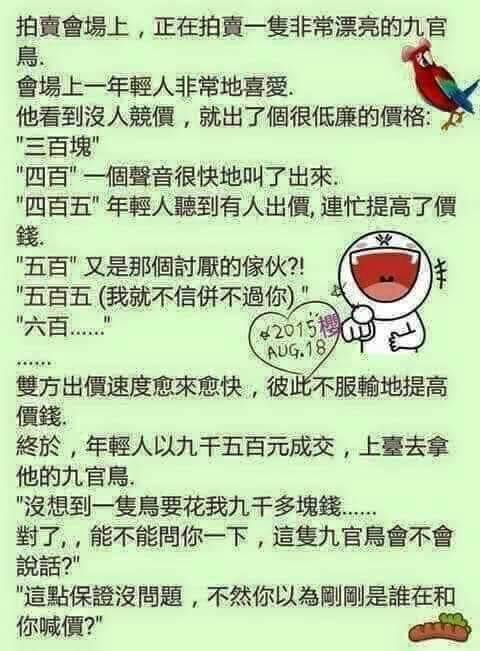 拍賣會場上，正在拍賣一隻非常漂亮的九官
鳥.
會場上一年輕人非常地喜愛.
他看到沒人競價，就出了個很低廉的價格:
"三百塊"
"四百" 一個聲音很快地叫了出來.
"四百五" 年輕人聽到有人出價, 連忙提高了價
錢.
"五百" 又是那個討厭的傢伙?!
"五百五 (我就不信併不過你) "
"六百......"
......
2015櫻
AUG.18
雙方出價速度愈來愈快，彼此不服輸地提高
價錢.
終於，年輕人以九千五百元成交，上臺去拿
他的九官鳥.
"沒想到一隻鳥要花我九千多塊錢......
對了,，能不能問你一下，這隻九官鳥會不會
說話?"
"這點保證沒問題，不然你以為剛剛是誰在和
你喊價?"